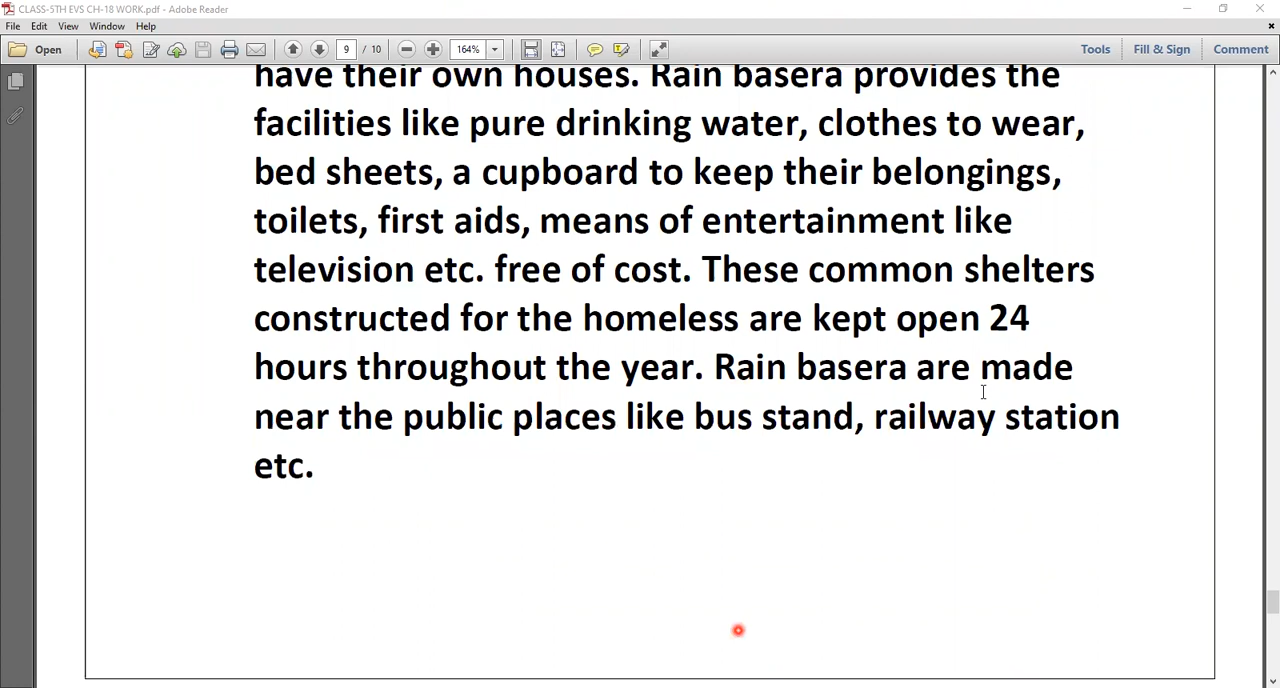 CLASS-5TH EVS CH-18 WORK.pdf - Adobe Reader
File Edit View Window Help
Open 9 / 10 164% Tools Fill & Sign Comment
have their own houses. Rain basera provides the
facilities like pure drinking water, clothes to wear,
bed sheets, a cupboard to keep their belongings,
toilets, first aids, means of entertainment like
television etc. free of cost. These common shelters
constructed for the homeless are kept open 24
hours throughout the year. Rain basera are made
near the public places like bus stand, railway station
etc.